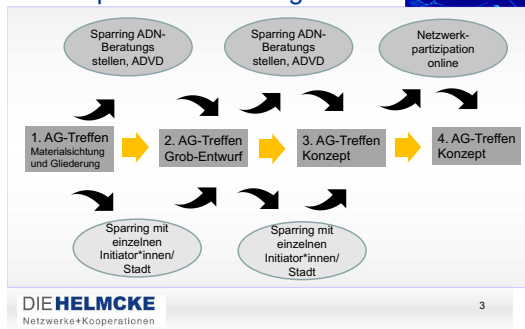 Sparring ADN-
Beratungs
stellen, ADVD
Sparring ADN-
Beratungs
stellen, ADVD
Netzwerk-
partizipation
online
1. AG-Treffen
Materialsichtung
und Gliederung
2. AG-Treffen
Grob-Entwurf
3. AG-Treffen
Konzept
4. AG-Treffen
Konzept
Sparring mit
einzelnen
Initiator*innen/
Stadt
Sparring mit
einzelnen
Initiator*innen/
Stadt
DIE HELMCKE
Netzwerke+Kooperationen
3